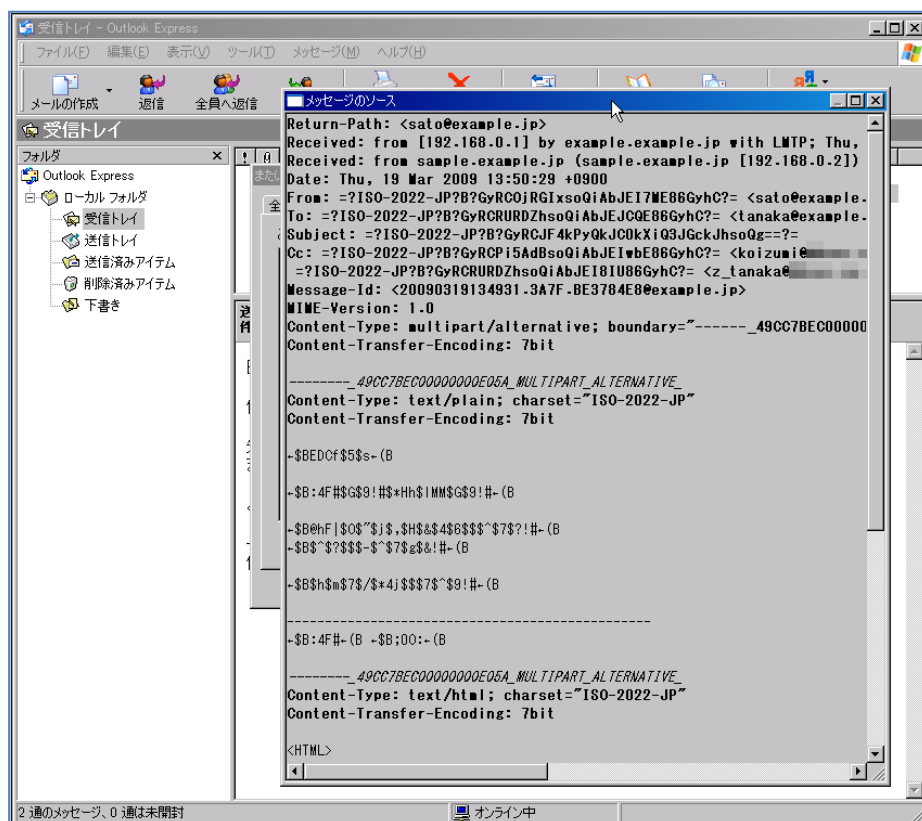 受信トレイ - Outlook Express
ファイル(F) 編集(E) 表示(V) ツール(T) メッセージ(M) ヘルプ(H)
メールの作成 返信 全員へ返信
受信トレイ
フォルダ
Outlook Express
ローカル フォルダ
受信トレイ
送信トレイ
送信済みアイテム
削除済みアイテム
下書き
メッセージのソース
Return-Path: <sato@example.jp>
Received: from [192.168.0.1] by example.example.jp with LMTP; Thu,
Received: from sample.example.jp (sample.example.jp [192.168.0.2])
Date: Thu, 19 Mar 2009 13:50:29 +0900
From: =?ISO-2022-JP?B?GyRCOjRGIxsoQiAbJEI7WE86GyhC?= <sato@example.
To: =?ISO-2022-JP?B?GyRCRURDZhsoQiAbJEJCQE86GyhC?= <tanaka@example.
Subject: =?ISO-2022-JP?B?GyRCJF4kPyQkJCOkXiQ3JGckJhsoQg==?=
Cc: =?ISO-2022-JP?B?GyRCPi5AdBsoQiAbJEIwbE86GyhC?= <koizumi@
=?ISO-2022-JP?B?GyRCRURDZhsoQiAbJEI8IU86GyhC?= <z_tanaka@
Message-Id: <20090319134931.3A7F.BE3784E8@example.jp>
MIME-Version: 1.0
Content-Type: multipart/alternative; boundary="------_49CC7BEC00000
Content-Transfer-Encoding: 7bit
--------_49CC7BEC00000000E05A_MULTIPART_ALTERNATIVE_
Content-Type: text/plain; charset="ISO-2022-JP"
Content-Transfer-Encoding: 7bit
←$BEDCf$5$s←(B
←$B:4F#$G$9!#$*Hh$lMM$G$9!#←(B
←$B@hF|$O$"$j$,$H$&$4$6$$$^$7$?!#←(B
←$B$^$?$$$-$^$7$g$&!#←(B
←$B$h$m$7$/$*4j$$$7$^$9!#←(B
------------------------------------------------
←$B:4F#←(B ←$B;0O:←(B
--------_49CC7BEC00000000E05A_MULTIPART_ALTERNATIVE_
Content-Type: text/html; charset="ISO-2022-JP"
Content-Transfer-Encoding: 7bit
<HTML>
2 通のメッセージ、0 通は未開封
オンライン中